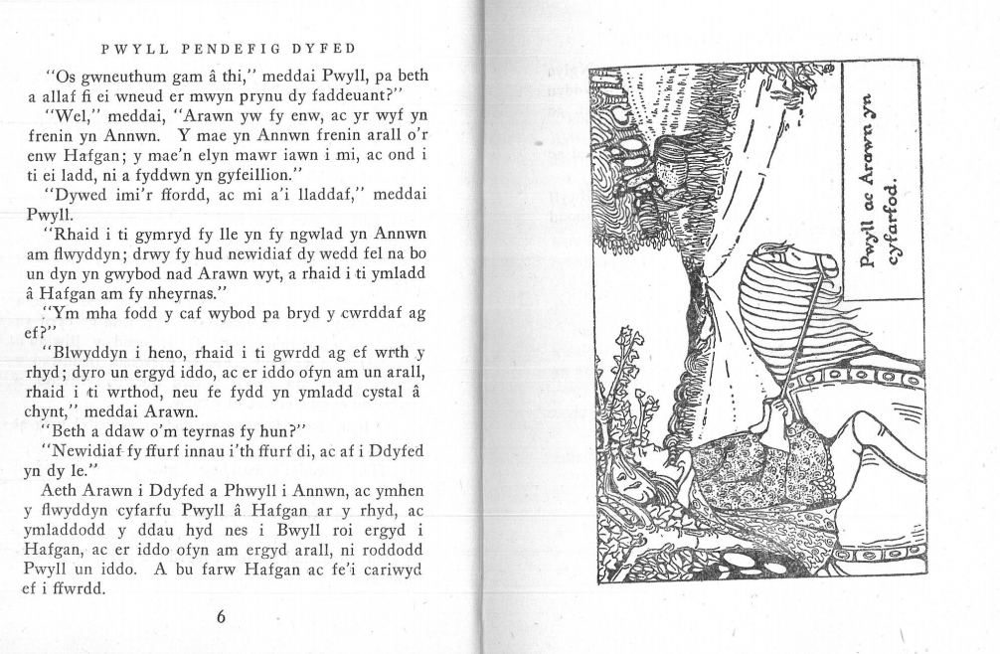 PWYLL PENDEFIG DYFED
"Os gwneuthum gam â thi," meddai Pwyll, pa beth
a allaf fi ei wneud er mwyn prynu dy faddeuant?"
"Wel," meddai, "Arawn yw fy enw, ac yr wyf yn
frenin yn Annwn. Y mae yn Annwn frenin arall o'r
enw Hafgan; y mae'n elyn mawr iawn i mi, ac ond i
ti ei ladd, ni a fyddwn yn gyfeillion."
"Dywed imi'r ffordd, ac mi a'i lladdaf," meddai
Pwyll.
"Rhaid i ti gymryd fy lle yn fy ngwlad yn Annwn
am flwyddyn; drwy fy hud newidiaf dy wedd fel na bo
un dyn yn gwybod nad Arawn wyt, a rhaid i ti ymladd
â Hafgan am fy nheyrnas."
"Ym mha fodd y caf wybod pa bryd y cwrddaf ag
ef?"
"Blwyddyn i heno, rhaid i ti gwrdd ag ef wrth y
rhyd; dyro un ergyd iddo, ac er iddo ofyn am un arall,
rhaid i ti wrthod, neu fe fydd yn ymladd cystal â
chynt," meddai Arawn.
"Beth a ddaw o'm teyrnas fy hun?"
"Newidiaf fy ffurf innau i'th ffurf di, ac af i Ddyfed
yn dy le."
Aeth Arawn i Ddyfed a Phwyll i Annwn, ac ymhen
y flwyddyn cyfarfu Pwyll â Hafgan ar y rhyd, ac
ymladdodd y ddau hyd nes i Bwyll roi ergyd i
Hafgan, ac er iddo ofyn am ergyd arall, ni roddodd
Pwyll un iddo. A bu farw Hafgan ac fe'i cariwyd
ef i ffwrdd.
6
Pwyll ac Arawn yn
cyfarfod.